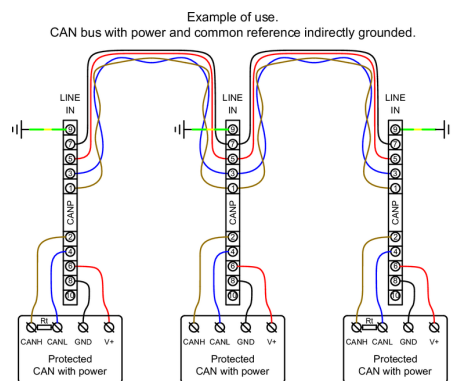 Example of use.
CAN bus with power and common reference indirectly grounded.
LINE
IN
9
7
5
3
1
CANP
2
4
6
8
10
Rt
CANH CANL GND V+
Protected
CAN with power
LINE
IN
9
7
5
3
1
CANP
2
4
6
8
10
CANH CANL GND V+
Protected
CAN with power
LINE
IN
9
7
5
3
1
CANP
2
4
6
8
10
Rt
CANH CANL GND V+
Protected
CAN with power